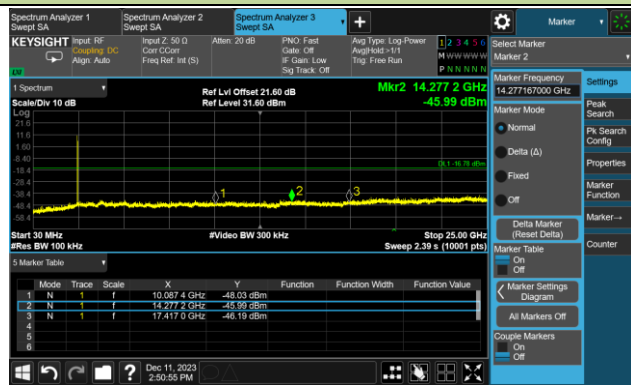 Spectrum Analyzer 1
Swept SA
Spectrum Analyzer 2
Swept SA
Spectrum Analyzer 3
Swept SA
Marker
KEYSIGHT
Input: RF
Coupling: DC
Align: Auto
Input Z: 50 Ω
Corr CCorr
Freq Ref: Int (S)
Atten: 20 dB
PNO: Fast
Gate: Off
IF Gain: Low
Sig Track: Off
Avg Type: Log-Power
Avg|Hold:>1/1
Trig: Free Run
1 2 3 4 5 6
M W W W W W
P N N N N N
Select Marker
Marker 2
1 Spectrum
Ref Lvl Offset 21.60 dB
Mkr2 14.277 2 GHz
Scale/Div 10 dB
Ref Level 31.60 dBm
-45.99 dBm
Log
21.6
11.6
1.60
-8.40
-18.4
-28.4
-38.4
-48.4
-58.4
DL1 -16.78 dBm
1
2
3
Start 30 MHz
#Video BW 300 kHz
Stop 25.00 GHz
#Res BW 100 kHz
Sweep 2.39 s (10001 pts)
5 Marker Table
Mode Trace Scale X Y Function Function Width Function Value
1 N 1 f 10.087 4 GHz -48.03 dBm
2 N 1 f 14.277 2 GHz -45.99 dBm
3 N 1 f 17.417 0 GHz -46.19 dBm
4
5
6
Marker Frequency
14.277167000 GHz
Marker Mode
Normal
Delta (Δ)
Fixed
Off
Delta Marker
(Reset Delta)
Marker Table
On
Off
Marker Settings
Diagram
All Markers Off
Couple Markers
On
Off
Settings
Peak
Search
Pk Search
Config
Properties
Marker
Function
Marker→
Counter
?
Dec 11, 2023
2:50:55 PM